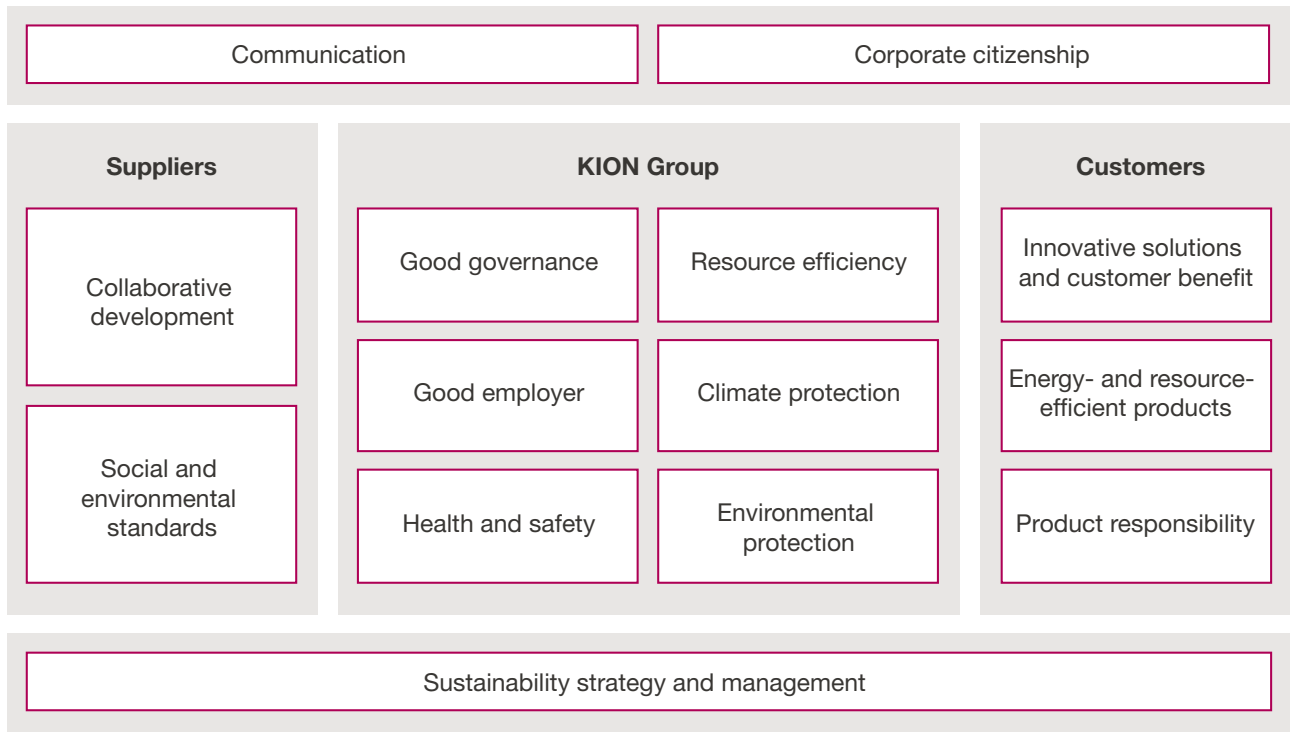 Communication
Corporate citizenship
Suppliers
Collaborative
development
Social and
environmental
standards
KION Group
Good governance
Resource efficiency
Good employer
Climate protection
Health and safety
Environmental
protection
Customers
Innovative solutions
and customer benefit
Energy- and resource-
efficient products
Product responsibility
Sustainability strategy and management